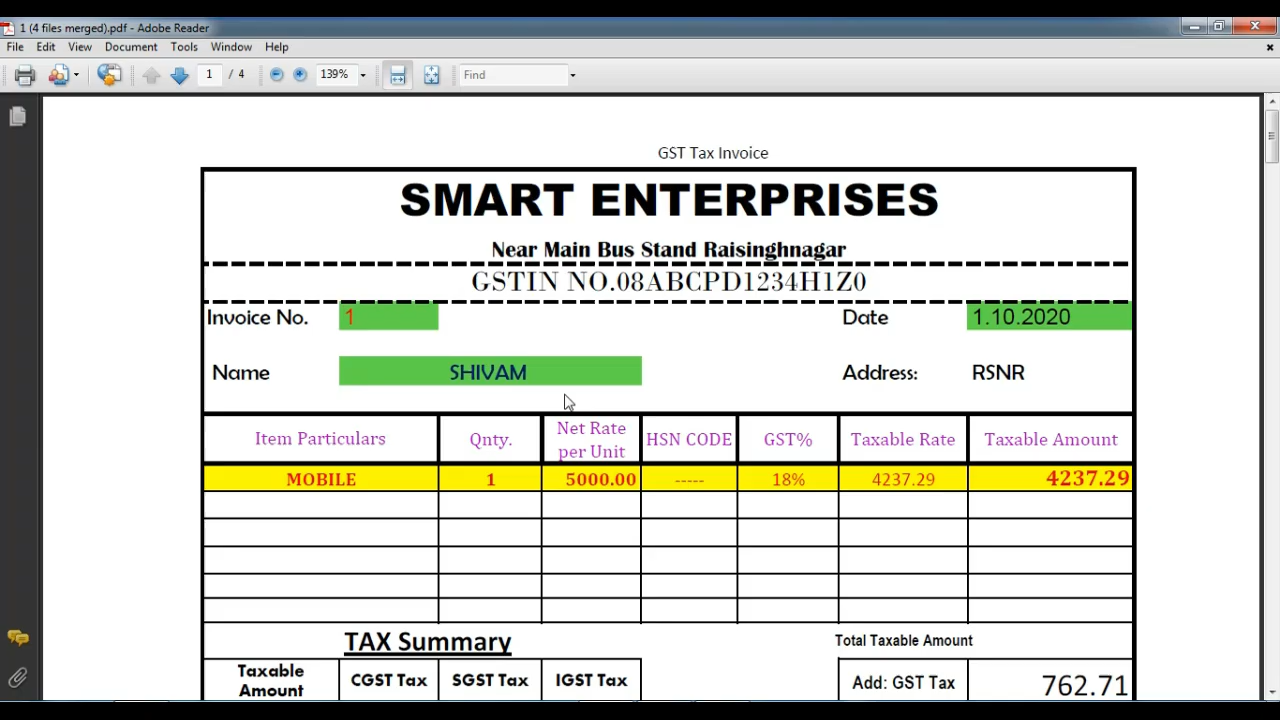 1 (4 files merged).pdf - Adobe Reader
File Edit View Document Tools Window Help
1 / 4 139% Find
GST Tax Invoice
SMART ENTERPRISES
Near Main Bus Stand Raisinghnagar
GSTIN NO.08ABCPD1234H1Z0
Invoice No. 1 Date 1.10.2020
Name SHIVAM Address: RSNR
Item Particulars Qnty. Net Rate per Unit HSN CODE GST% Taxable Rate Taxable Amount
MOBILE 1 5000.00 ----- 18% 4237.29 4237.29
TAX Summary Total Taxable Amount
Taxable Amount CGST Tax SGST Tax IGST Tax Add: GST Tax 762.71